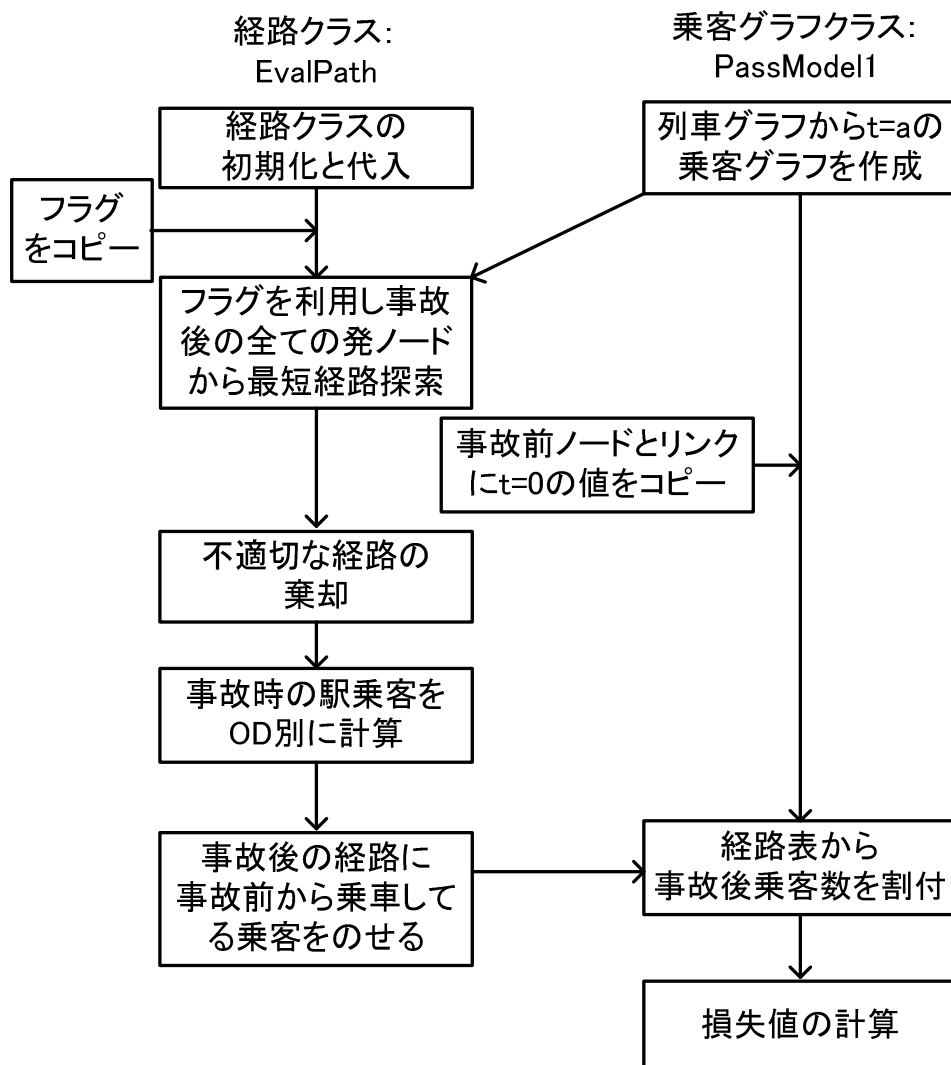 経路クラス:
EvalPath
乗客グラフクラス:
PassModel1
経路クラスの
初期化と代入
列車グラフからt=aの
乗客グラフを作成
フラグ
をコピー
フラグを利用し事故
後の全ての発ノード
から最短経路探索
事故前ノードとリンク
にt=0の値をコピー
不適切な経路の
棄却
事故時の駅乗客を
OD別に計算
事故後の経路に
事故前から乗車して
る乗客をのせる
経路表から
事故後乗客数を割付
損失値の計算